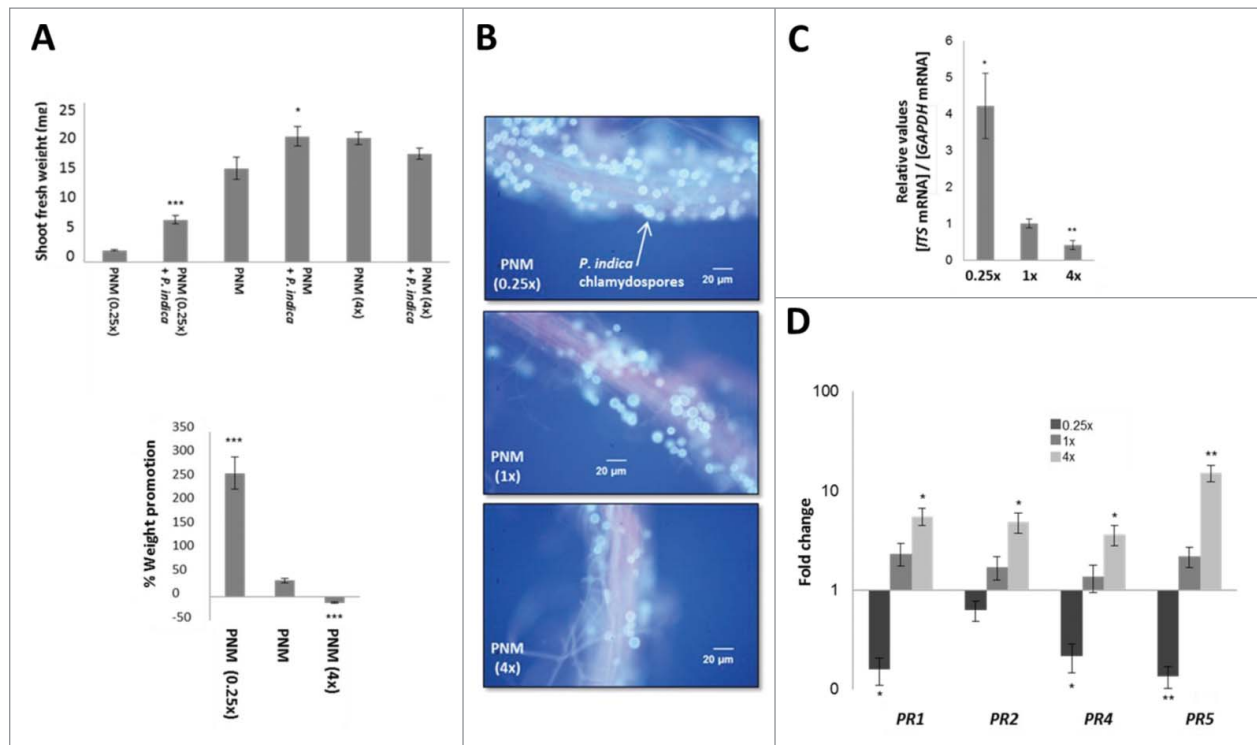 A
Shoot fresh weight (mg)
25
20
15
10
5
0
***
*
PNM (0.25x)
PNM (0.25x)
+ P. indica
PNM
PNM
+ P. indica
PNM (4x)
PNM (4x)
+ P. indica
% Weight promotion
350
300
250
200
150
100
50
0
-50
***
***
PNM
(0.25x)
PNM
PNM (4x)
B
PNM
(0.25x)
P. indica
chlamydospores
20 µm
PNM
(1x)
20 µm
PNM
(4x)
20 µm
C
Relative values
[ITS mRNA] / [GAPDH mRNA]
6
5
4
3
2
1
0
*
**
0.25x
1x
4x
D
Fold change
100
10
1
0
0.25x
1x
4x
*
*
*
**
*
*
**
PR1
PR2
PR4
PR5